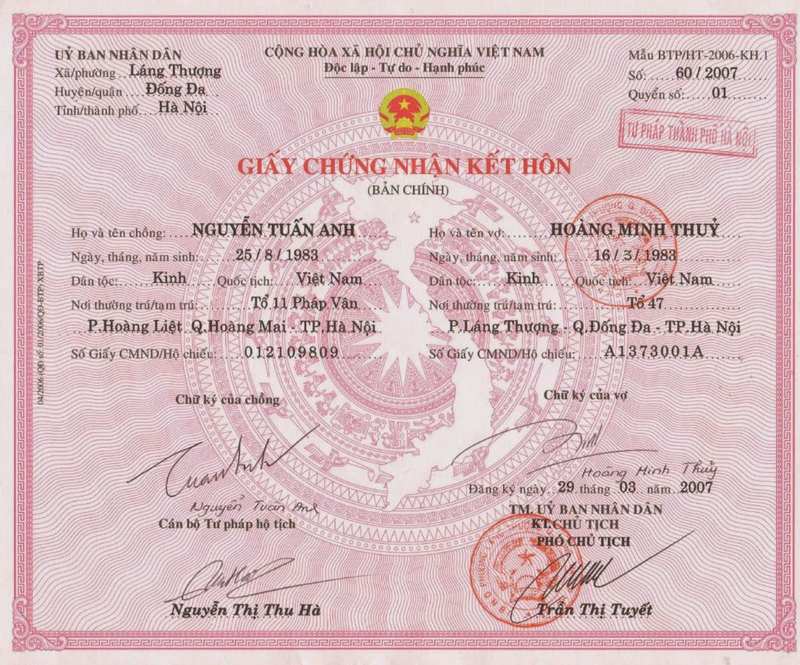 UỶ BAN NHÂN DÂN
Xã/phường...Láng Thượng
Huyện/quận......Đống Đa
Tỉnh/thành phố....Hà Nội
CỘNG HÒA XÃ HỘI CHỦ NGHĨA VIỆT NAM
Độc lập - Tự do - Hạnh phúc
Mẫu BTP/HT-2006-KH.1
Số: 60 / 2007
Quyển số: 01
TƯ PHÁP THÀNH PHỐ HÀ NỘI
GIẤY CHỨNG NHẬN KẾT HÔN
(BẢN CHÍNH)
Họ và tên chồng: NGUYỄN TUẤN ANH
Ngày, tháng, năm sinh: 25 / 8 / 1983
Dân tộc: Kinh Quốc tịch: Việt Nam
Nơi thường trú/tạm trú: Tổ 11 Pháp Vân
P.Hoàng Liệt Q.Hoàng Mai - TP.Hà Nội
Số Giấy CMND/Hộ chiếu: 012109809
Họ và tên vợ: HOÀNG MINH THUỶ
Ngày, tháng, năm sinh: 16 / 3 / 1983
Dân tộc: Kinh Quốc tịch: Việt Nam
Nơi thường trú/tạm trú: Tổ 47
P.Láng Thượng - Q.Đống Đa - TP.Hà Nội
Số Giấy CMND/Hộ chiếu: A1373001A
Chữ ký của chồng
Tuan Anh
Nguyễn Tuấn Anh
Chữ ký của vợ
Hoàng Minh Thuỷ
Đăng ký ngày 29 tháng 03 năm 2007
Cán bộ Tư pháp hộ tịch
Nguyễn Thị Thu Hà
TM. UỶ BAN NHÂN DÂN
KT.CHỦ TỊCH
PHÓ CHỦ TỊCH
Trần Thị Tuyết